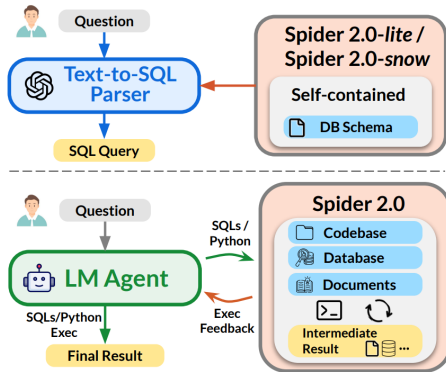 Question
Text-to-SQL
Parser
SQL Query
Spider 2.0-lite /
Spider 2.0-snow
Self-contained
DB Schema
Question
LM Agent
SQLs/Python
Exec
Final Result
SQLs /
Python
Exec
Feedback
Spider 2.0
Codebase
Database
Documents
Intermediate
Result
...